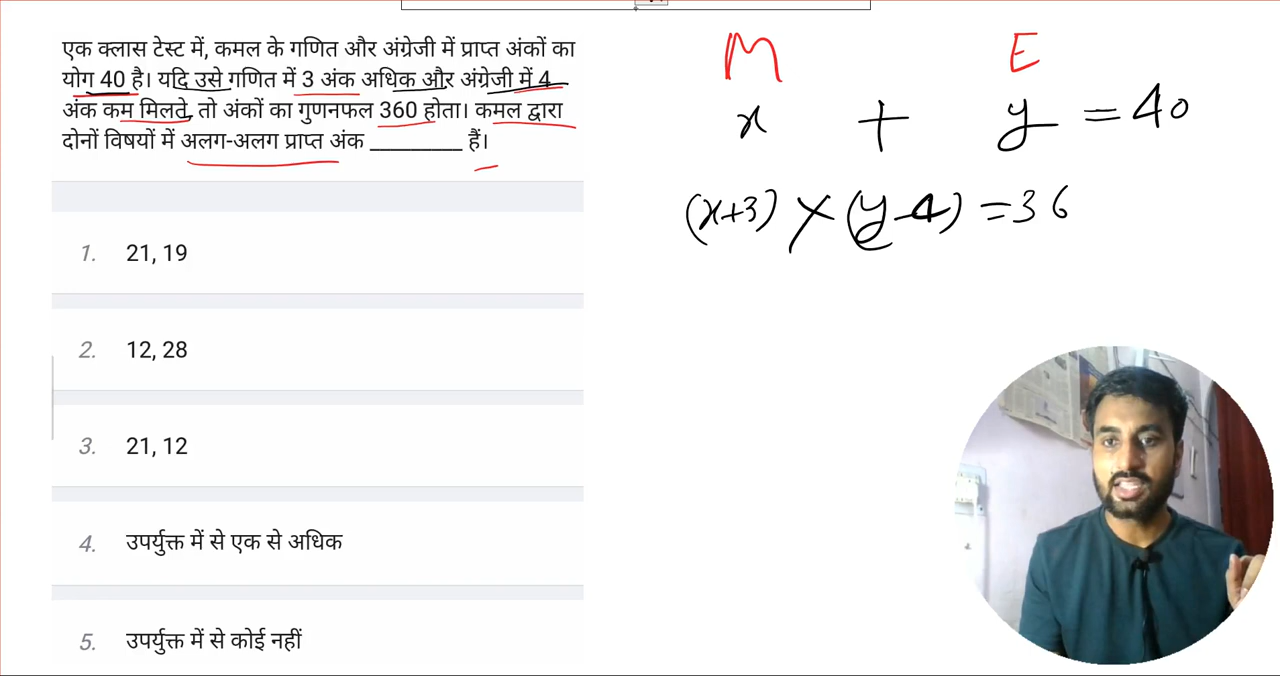 एक क्लास टेस्ट में, कमल के गणित और अंग्रेजी में प्राप्त अंकों का
योग 40 है। यदि उसे गणित में 3 अंक अधिक और अंग्रेजी में 4
अंक कम मिलते, तो अंकों का गुणनफल 360 होता। कमल द्वारा
दोनों विषयों में अलग-अलग प्राप्त अंक ________ हैं।
1. 21, 19
2. 12, 28
3. 21, 12
4. उपर्युक्त में से एक से अधिक
5. उपर्युक्त में से कोई नहीं
M E
x + y = 40
(x+3) × (y-4) = 36